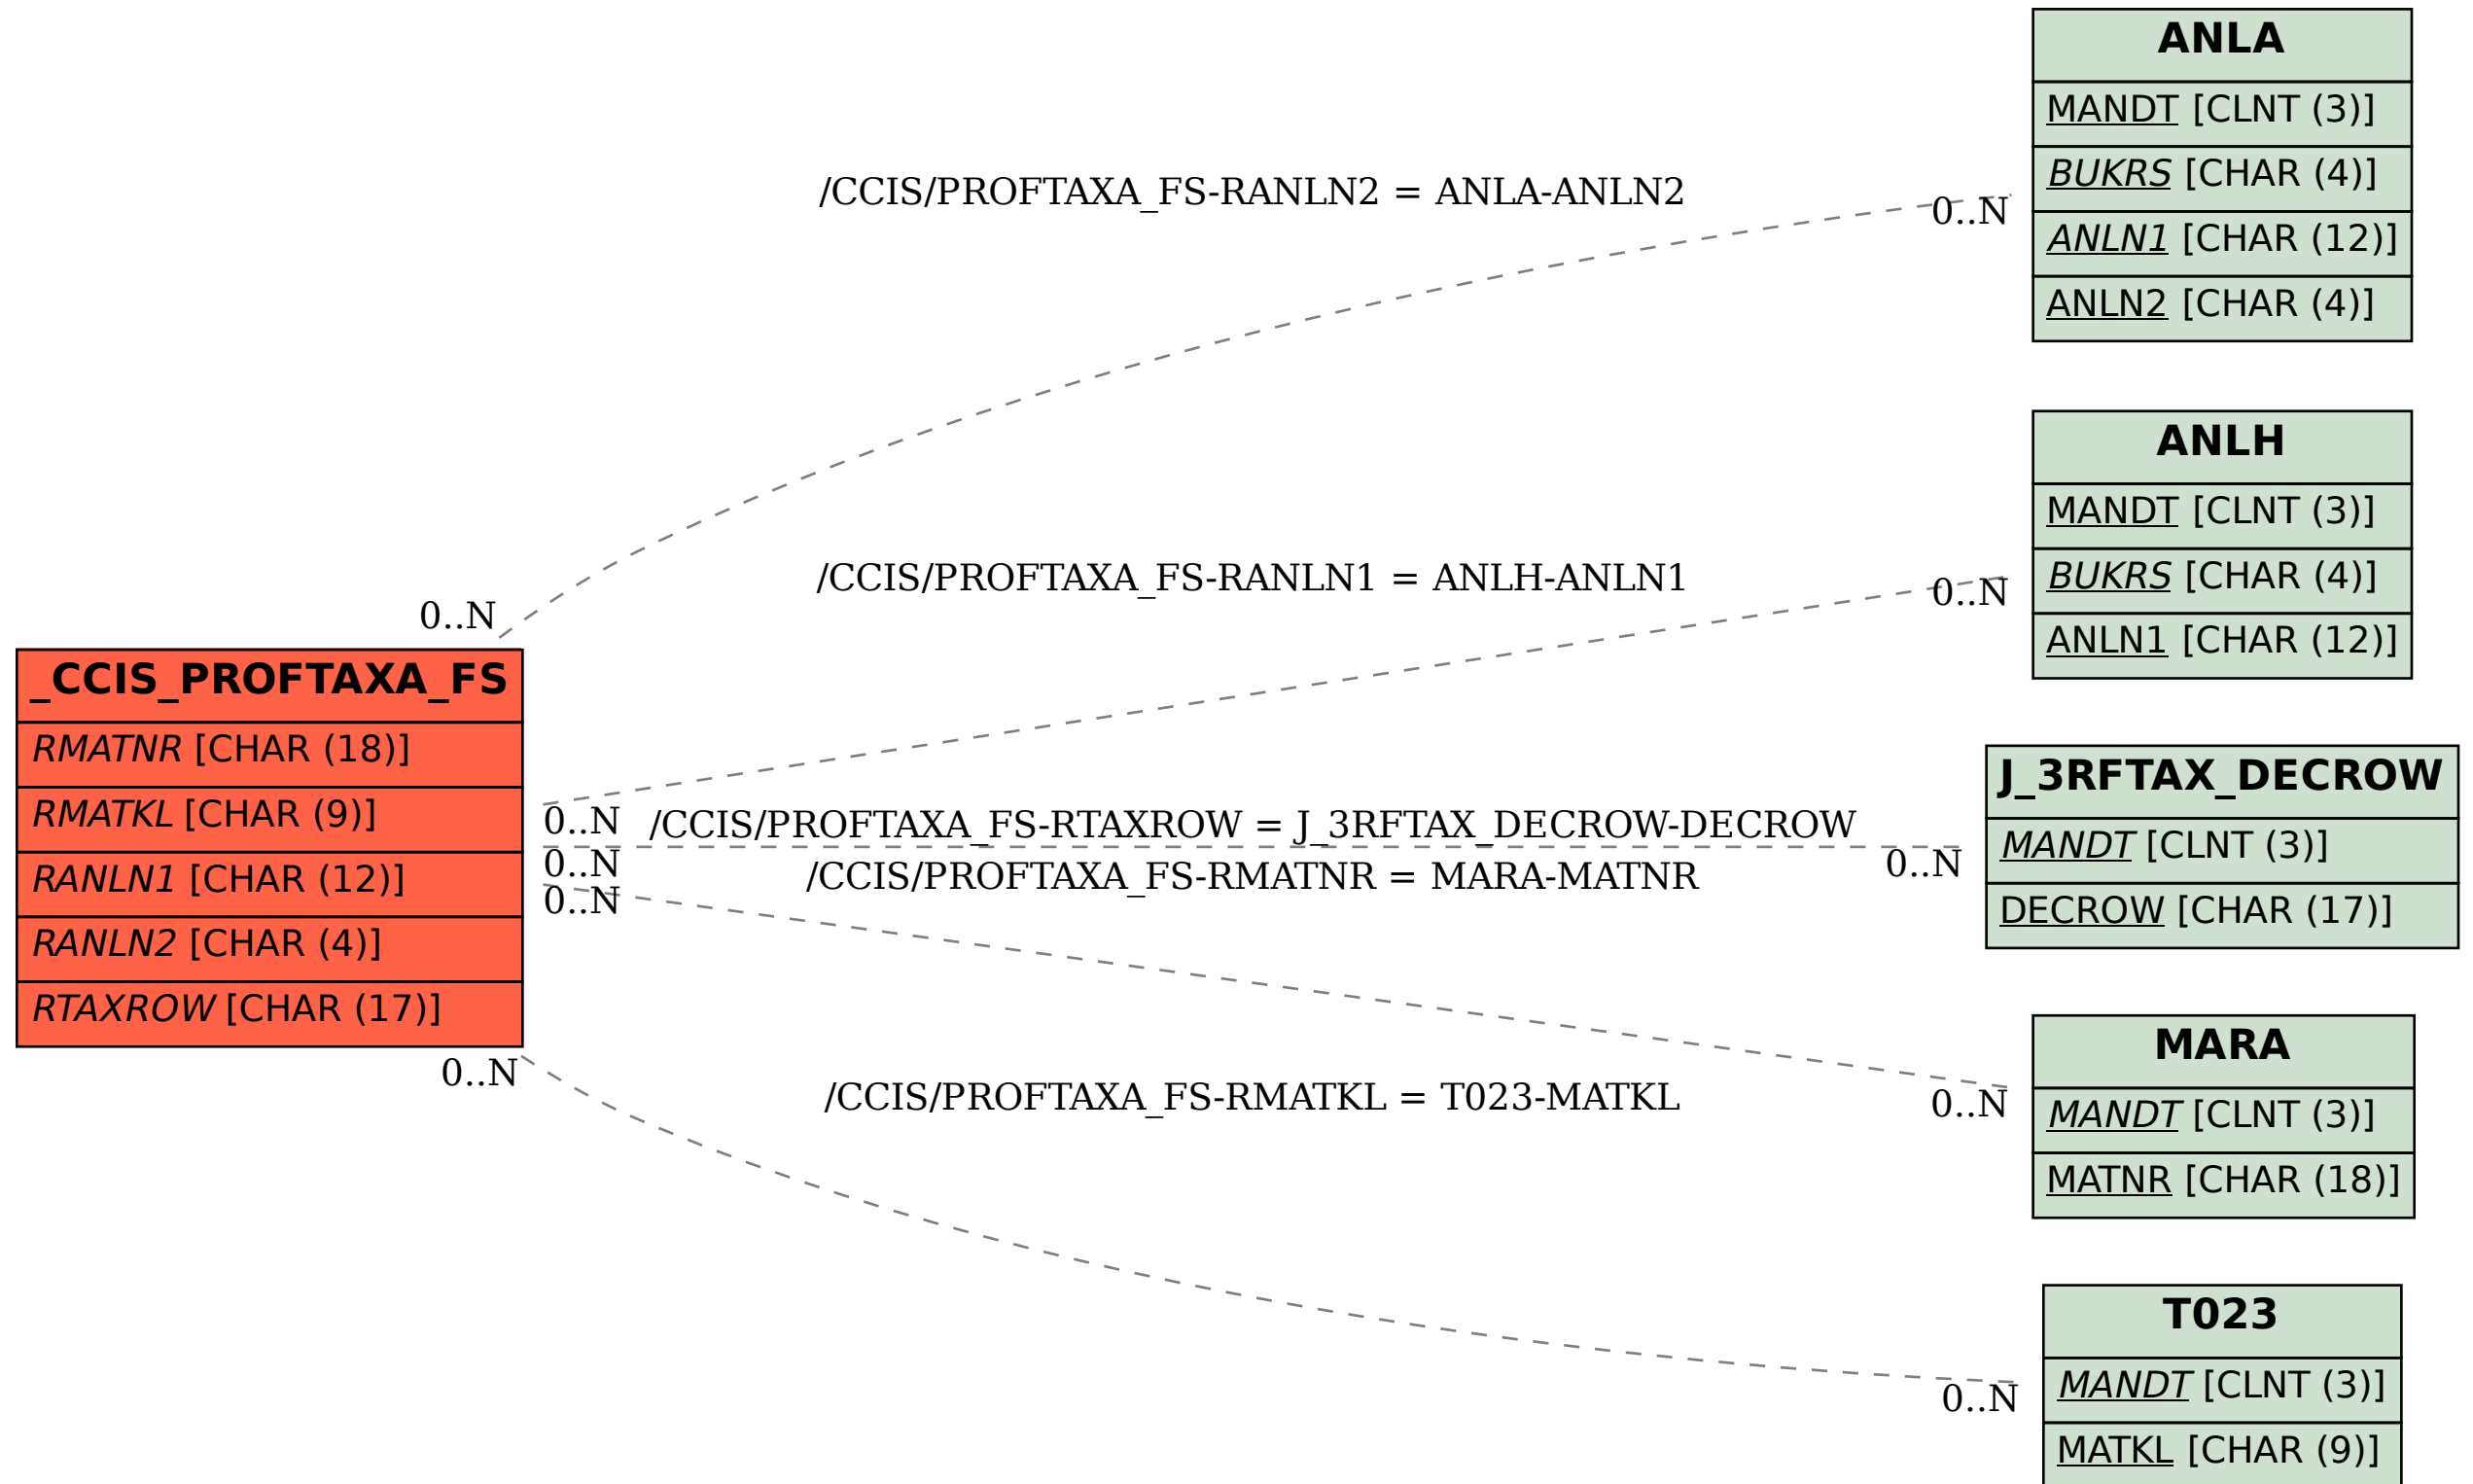 ANLA
MANDT [CLNT (3)]
BUKRS [CHAR (4)]
ANLN1 [CHAR (12)]
ANLN2 [CHAR (4)]
/CCIS/PROFTAXA_FS-RANLN2 = ANLA-ANLN2
0..N
0..N
ANLH
MANDT [CLNT (3)]
BUKRS [CHAR (4)]
ANLN1 [CHAR (12)]
/CCIS/PROFTAXA_FS-RANLN1 = ANLH-ANLN1
0..N
0..N
_CCIS_PROFTAXA_FS
RMATNR [CHAR (18)]
RMATKL [CHAR (9)]
RANLN1 [CHAR (12)]
RANLN2 [CHAR (4)]
RTAXROW [CHAR (17)]
/CCIS/PROFTAXA_FS-RTAXROW = J_3RFTAX_DECROW-DECROW
0..N
0..N
J_3RFTAX_DECROW
MANDT [CLNT (3)]
DECROW [CHAR (17)]
/CCIS/PROFTAXA_FS-RMATNR = MARA-MATNR
0..N
0..N
MARA
MANDT [CLNT (3)]
MATNR [CHAR (18)]
/CCIS/PROFTAXA_FS-RMATKL = T023-MATKL
0..N
0..N
T023
MANDT [CLNT (3)]
MATKL [CHAR (9)]